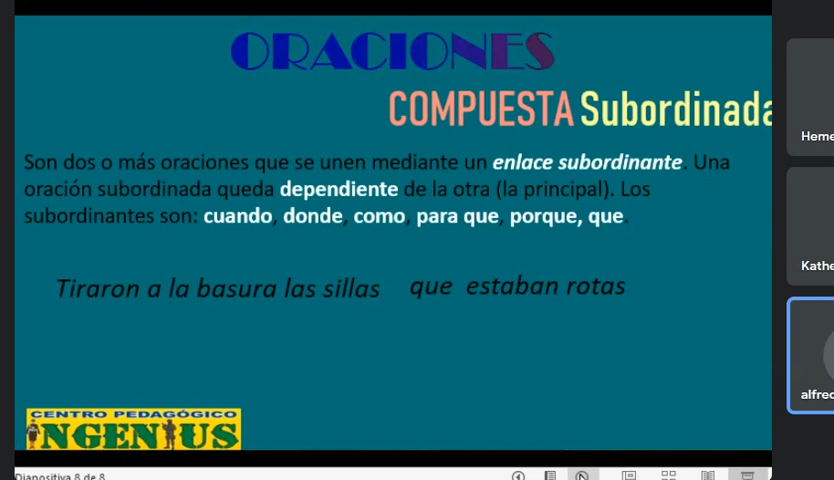 ORACIONES
COMPUESTA Subordinada
Son dos o más oraciones que se unen mediante un enlace subordinante. Una
oración subordinada queda dependiente de la otra (la principal). Los
subordinantes son: cuando, donde, como, para que, porque, que.
Tiraron a la basura las sillas que estaban rotas
Heme
Kathe
alfred
CENTRO PEDAGÓGICO
INGENIUS
Diapositiva 8 de 8